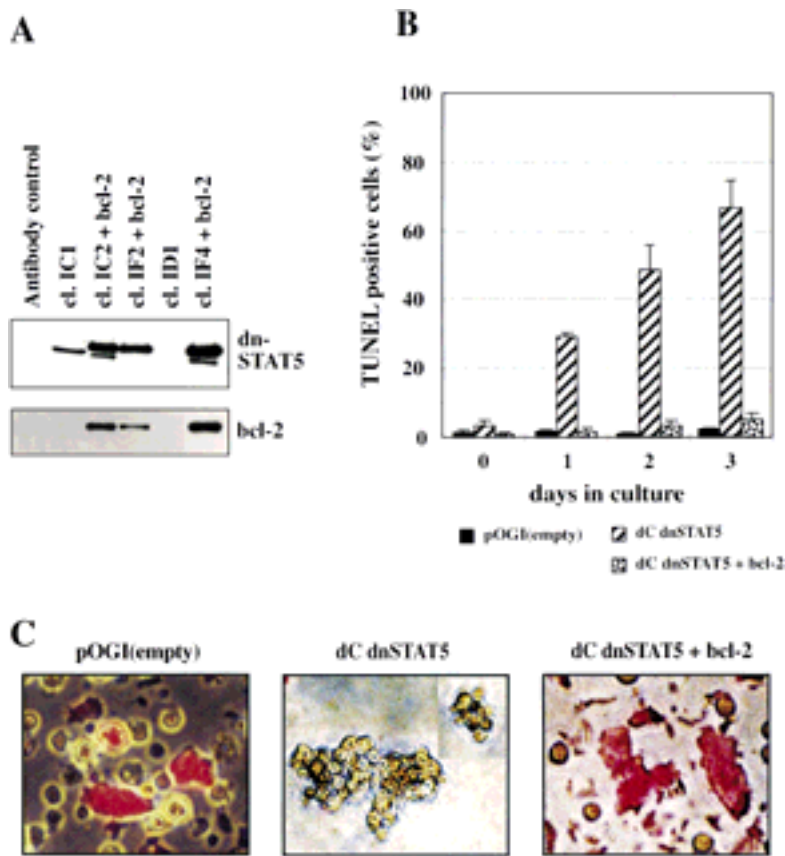 A
Antibody control
cl. IC1
cl. IC2 + bcl-2
cl. IF2 + bcl-2
cl. ID1
cl. IF4 + bcl-2
dn-
STAT5
bcl-2
B
TUNEL positive cells (%)
100
80
60
40
20
0
0 1 2 3
days in culture
pOGI(empty)
dC dnSTAT5
dC dnSTAT5 + bcl-2
C
pOGI(empty)
dC dnSTAT5
dC dnSTAT5 + bcl-2